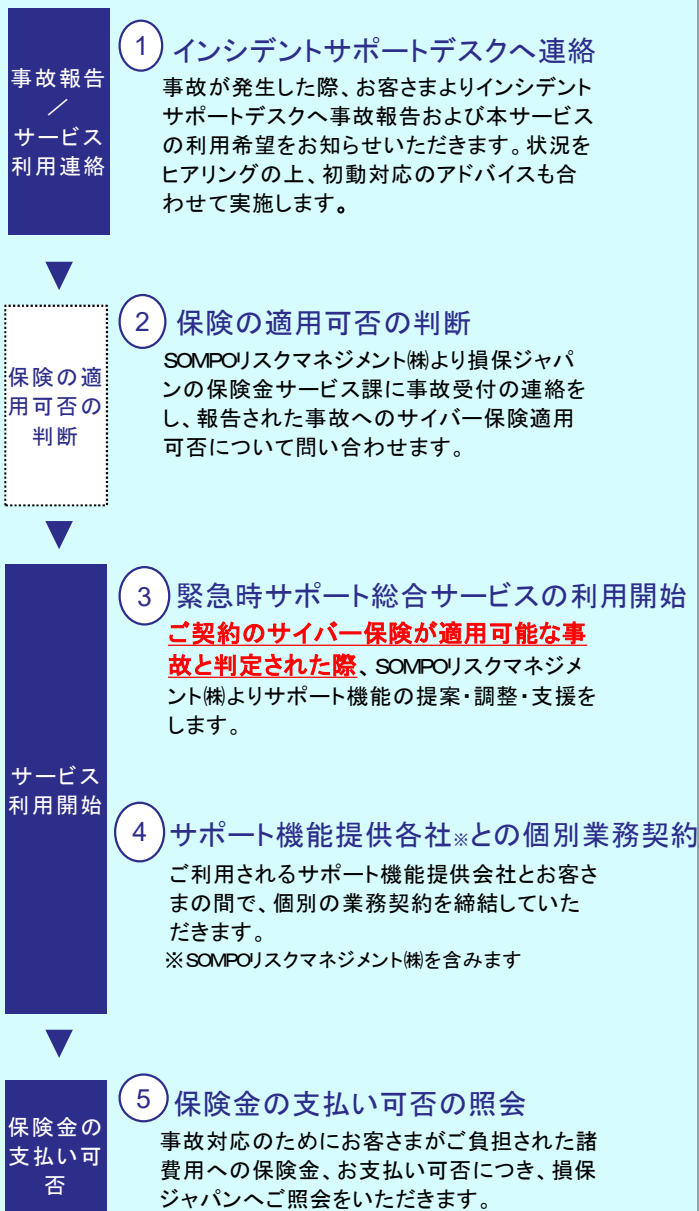 事故報告
／
サービス
利用連絡
1 インシデントサポートデスクへ連絡
事故が発生した際、お客さまよりインシデント
サポートデスクへ事故報告および本サービス
の利用希望をお知らせいただきます。状況を
ヒアリングの上、初動対応のアドバイスも合
わせて実施します。
▼
保険の適
用可否の
判断
2 保険の適用可否の判断
SOMPOリスクマネジメント㈱より損保ジャパ
ンの保険金サービス課に事故受付の連絡を
し、報告された事故へのサイバー保険適用
可否について問い合わせます。
▼
サービス
利用開始
3 緊急時サポート総合サービスの利用開始
ご契約のサイバー保険が適用可能な事
故と判定された際、SOMPOリスクマネジメ
ント㈱よりサポート機能の提案・調整・支援を
します。
4 サポート機能提供各社※との個別業務契約
ご利用されるサポート機能提供会社とお客さ
まの間で、個別の業務契約を締結していた
だきます。
※SOMPOリスクマネジメント㈱を含みます
▼
保険金の
支払い可
否
5 保険金の支払い可否の照会
事故対応のためにお客さまがご負担された諸
費用への保険金、お支払い可否につき、損保
ジャパンへご照会をいただきます。